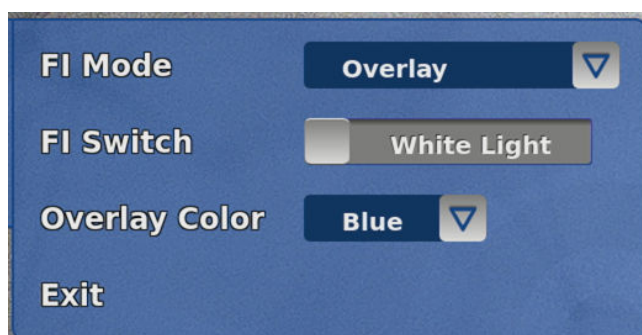 FI Mode Overlay
FI Switch White Light
Overlay Color Blue
Exit